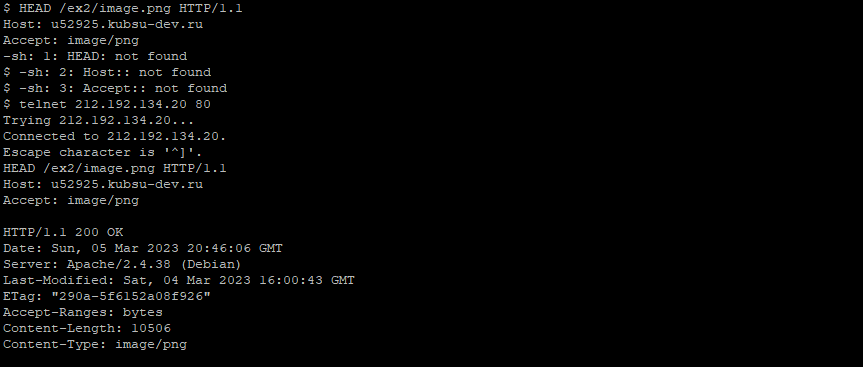 $ HEAD /ex2/image.png HTTP/1.1
Host: u52925.kubsu-dev.ru
Accept: image/png
-sh: 1: HEAD: not found
$ -sh: 2: Host:: not found
$ -sh: 3: Accept:: not found
$ telnet 212.192.134.20 80
Trying 212.192.134.20...
Connected to 212.192.134.20.
Escape character is '^]'.
HEAD /ex2/image.png HTTP/1.1
Host: u52925.kubsu-dev.ru
Accept: image/png

HTTP/1.1 200 OK
Date: Sun, 05 Mar 2023 20:46:06 GMT
Server: Apache/2.4.38 (Debian)
Last-Modified: Sat, 04 Mar 2023 16:00:43 GMT
ETag: "290a-5f6152a08f926"
Accept-Ranges: bytes
Content-Length: 10506
Content-Type: image/png